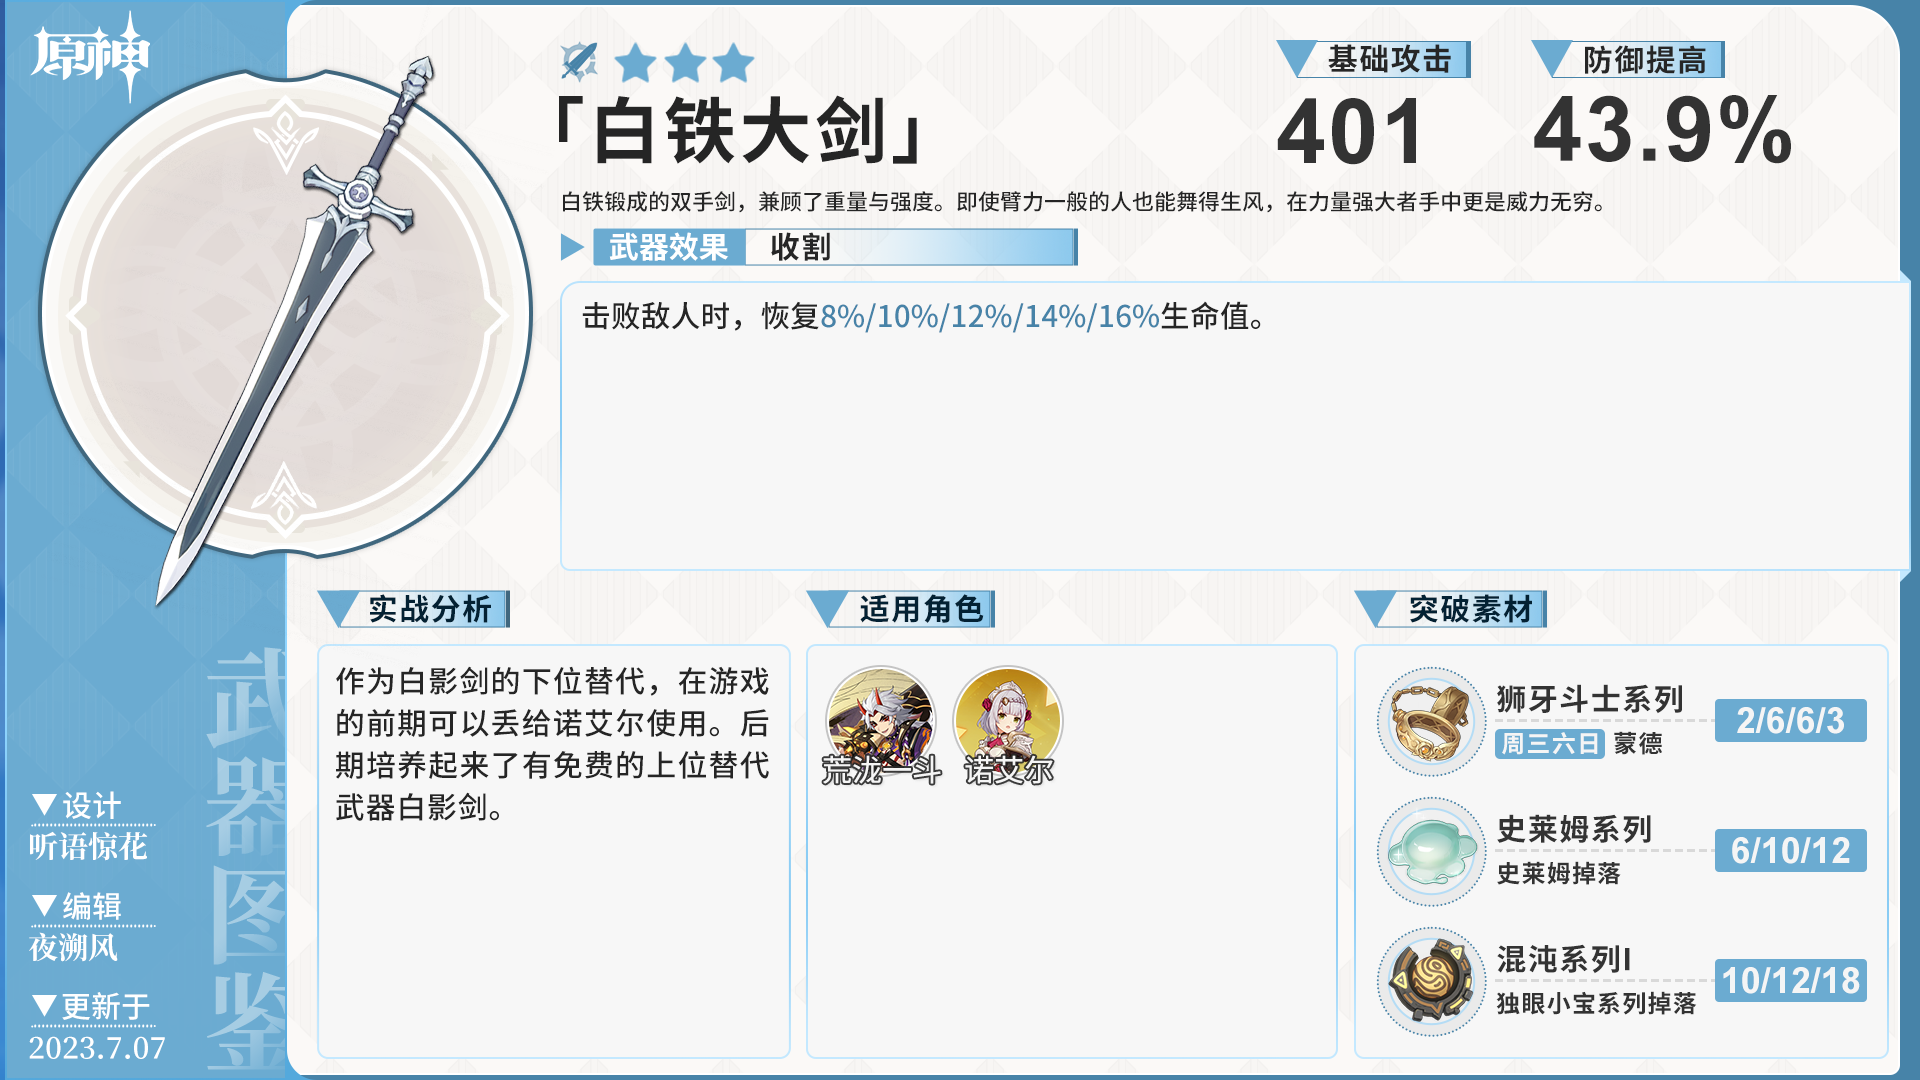 原神
「白铁大剑」
基础攻击
401
防御提高
43.9%
白铁锻成的双手剑，兼顾了重量与强度。即使臂力一般的人也能舞得生风，在力量强大者手中更是威力无穷。
武器效果
收割
击败敌人时，恢复8%/10%/12%/14%/16%生命值。
实战分析
作为白影剑的下位替代，在游戏
的前期可以丢给诺艾尔使用。后
期培养起来了有免费的上位替代
武器白影剑。
适用角色
荒泷一斗
诺艾尔
突破素材
狮牙斗士系列
周三六日 蒙德
2/6/6/3
史莱姆系列
史莱姆掉落
6/10/12
混沌系列I
独眼小宝系列掉落
10/12/18
▼设计
听语惊花
▼编辑
夜溯风
▼更新于
2023.7.07
武器图鉴